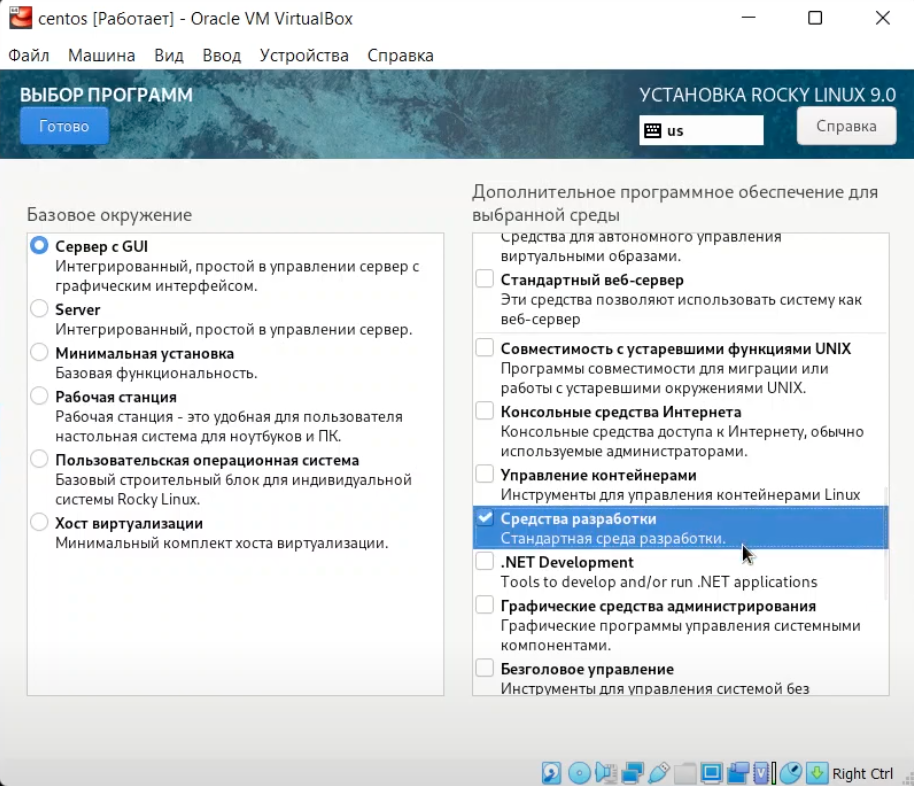 centos [Работает] - Oracle VM VirtualBox
Файл Машина Вид Ввод Устройства Справка
ВЫБОР ПРОГРАММ
Готово
УСТАНОВКА ROCKY LINUX 9.0
us
Справка
Базовое окружение
Сервер с GUI
Интегрированный, простой в управлении сервер с
графическим интерфейсом.
Server
Интегрированный, простой в управлении сервер.
Минимальная установка
Базовая функциональность.
Рабочая станция
Рабочая станция - это удобная для пользователя
настольная система для ноутбуков и ПК.
Пользовательская операционная система
Базовый строительный блок для индивидуальной
системы Rocky Linux.
Хост виртуализации
Минимальный комплект хоста виртуализации.
Дополнительное программное обеспечение для
выбранной среды
Средства для автономного управления
виртуальными образами.
Стандартный веб-сервер
Эти средства позволяют использовать систему как
веб-сервер
Совместимость с устаревшими функциями UNIX
Программы совместимости для миграции или
работы с устаревшими окружениями UNIX.
Консольные средства Интернета
Консольные средства доступа к Интернету, обычно
используемые администраторами.
Управление контейнерами
Инструменты для управления контейнерами Linux
Средства разработки
Стандартная среда разработки.
.NET Development
Tools to develop and/or run .NET applications
Графические средства администрирования
Графические программы управления системными
компонентами.
Безголовое управление
Инструменты для управления системой без
Right Ctrl